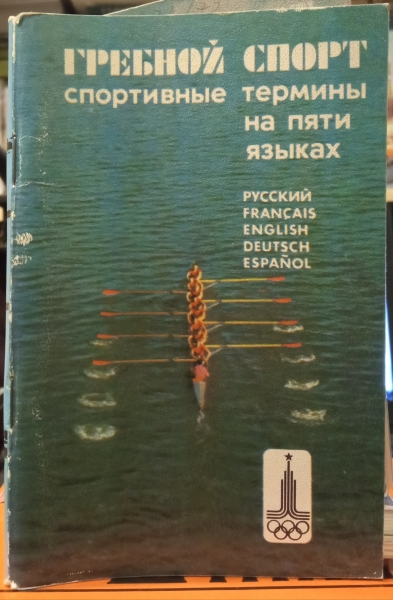 ГРЕБНОЙ СПОРТ
спортивные термины
на пяти
языках
РУССКИЙ
FRANÇAIS
ENGLISH
DEUTSCH
ESPAÑOL